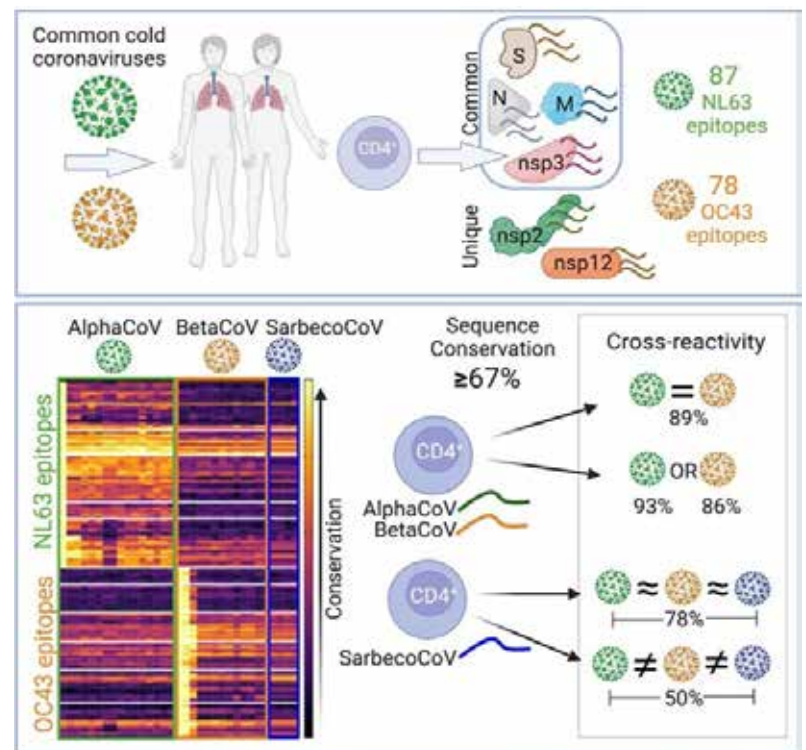 Common cold
coronaviruses
CD4⁺
Common
S
N
M
nsp3
Unique
nsp2
nsp12
87
NL63
epitopes
78
OC43
epitopes
AlphaCoV
BetaCoV
SarbecoCoV
NL63 epitopes
OC43 epitopes
Conservation
Sequence
Conservation
≥67%
CD4⁺
AlphaCoV
BetaCoV
CD4⁺
SarbecoCoV
Cross-reactivity
=
89%
OR
93% 86%
≈ ≈
78%
≠ ≠
50%